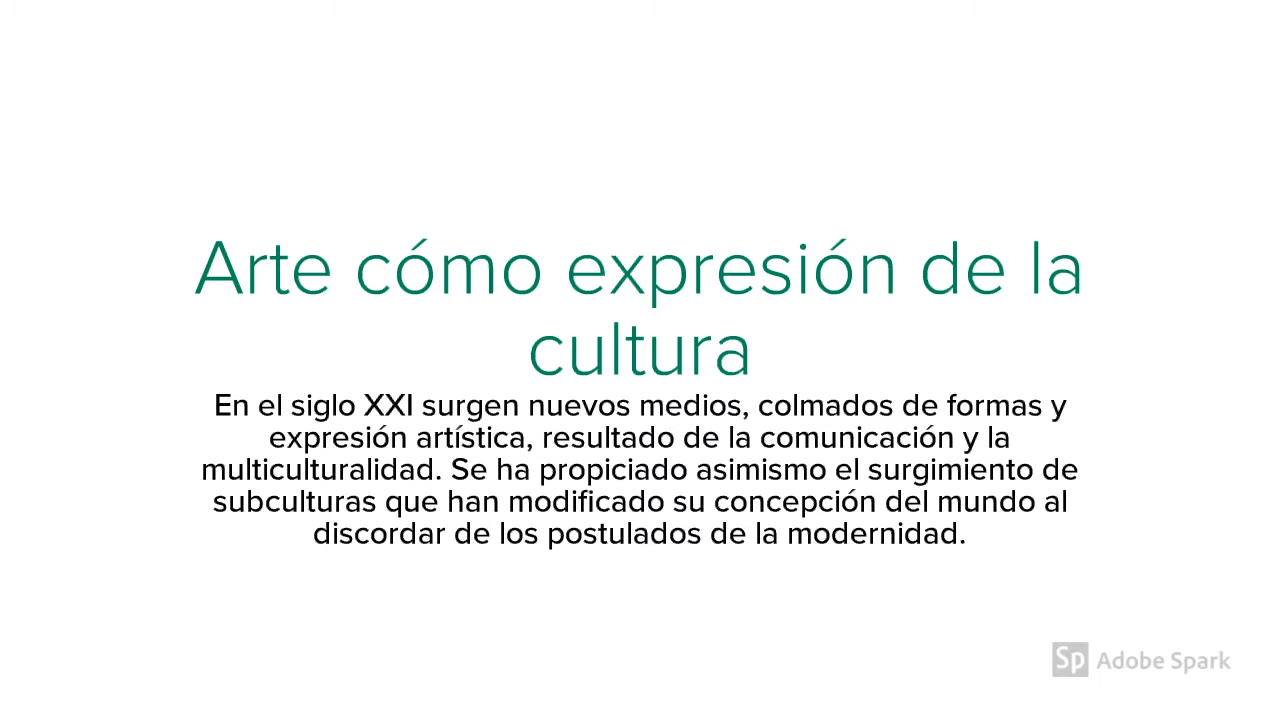 Arte cómo expresión de la
cultura
En el siglo XXI surgen nuevos medios, colmados de formas y
expresión artística, resultado de la comunicación y la
multiculturalidad. Se ha propiciado asimismo el surgimiento de
subculturas que han modificado su concepción del mundo al
discordar de los postulados de la modernidad.
Sp Adobe Spark